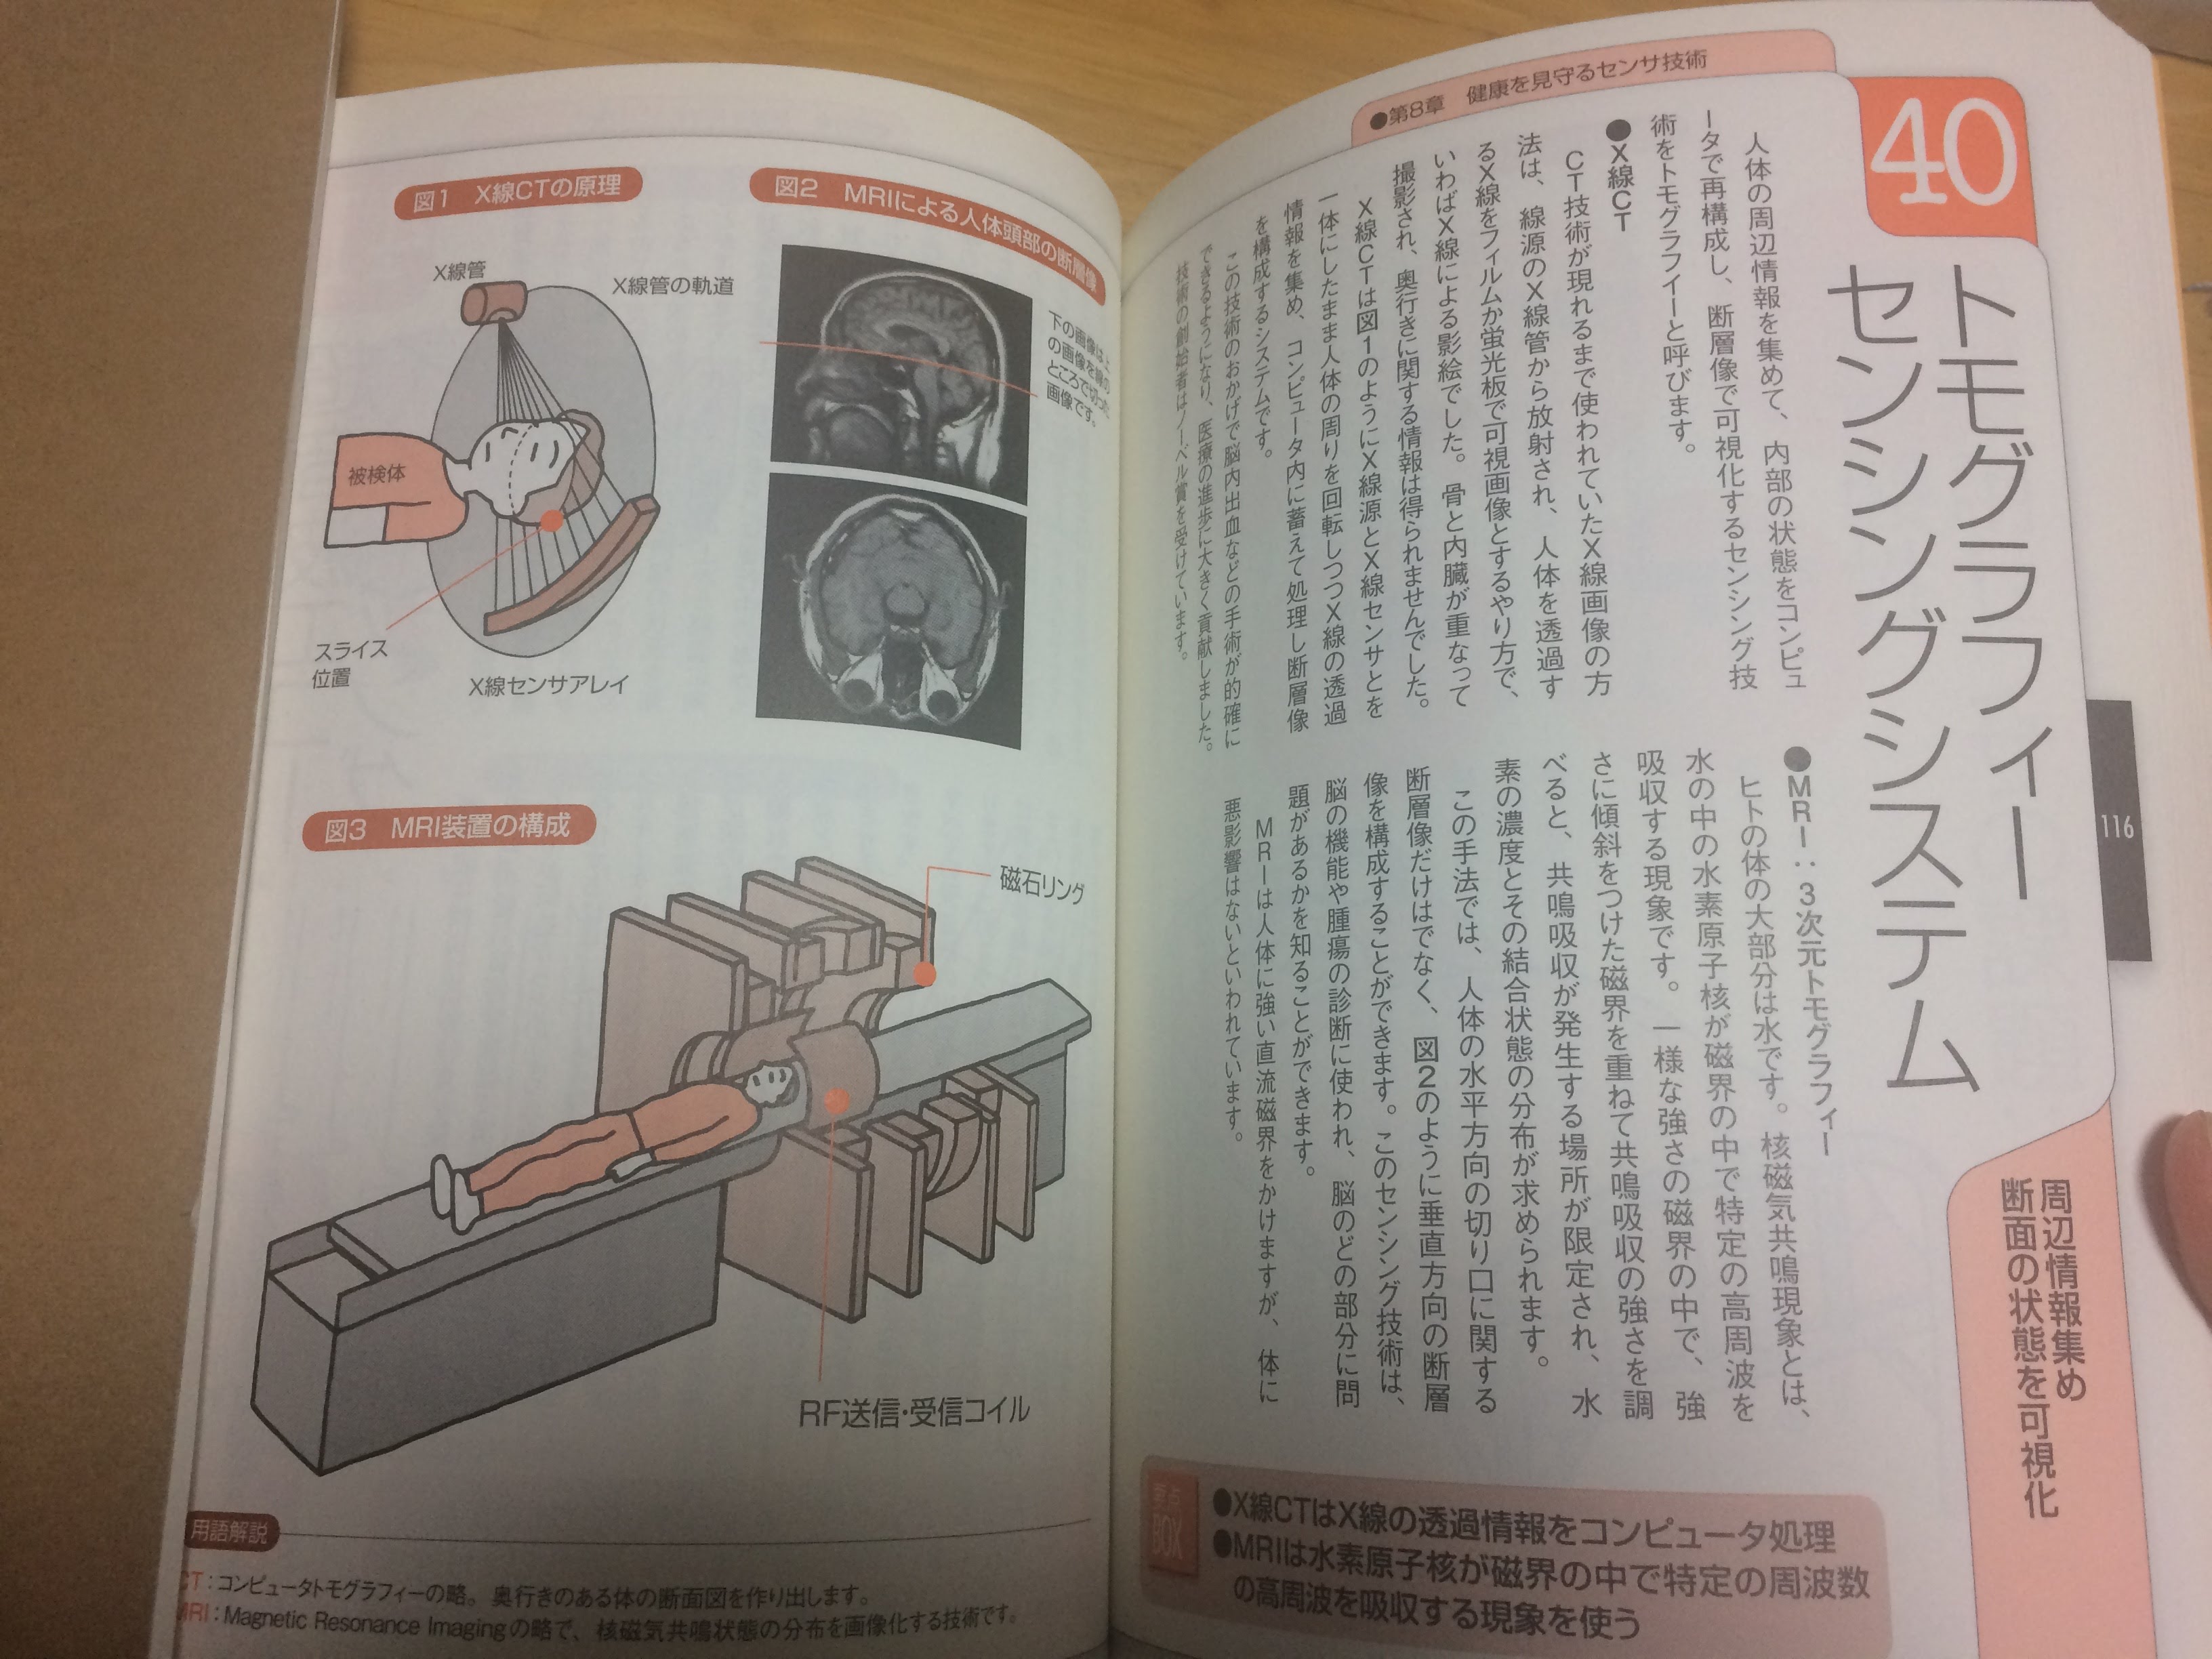 ●第8章 健康を見守るセンサ技術
40
トモグラフィー
センシングシステム
116
周辺情報集め
断面の状態を可視化
人体の周辺情報を集めて、内部の状態をコンピュ
ータで再構成し、断層像で可視化するセンシング技
術をトモグラフイーと呼びます。
●X線CT
CT技術が現れるまで使われていたX線画像の方
法は、線源のX線管から放射され、人体を透過す
るX線をフィルムか蛍光板で可視画像とするやり方で、
いわばX線による影絵でした。骨と内臓が重なって
撮影され、奥行きに関する情報は得られませんでした。
X線CTは図1のようにX線源とX線センサとを
一体にしたまま人体の周りを回転しつつX線の透過
情報を集め、コンピュータ内に蓄えて処理し断層像
を構成するシステムです。
この技術のおかげで脳内出血などの手術が的確に
できるようになり、医療の進歩に大きく貢献しました。
技術の創始者はノーベル賞を受けています。
●MRI：3次元トモグラフィー
ヒトの体の大部分は水です。核磁気共鳴現象とは、
水の中の水素原子核が磁界の中で特定の高周波を
吸収する現象です。一様な強さの磁界の中で、強
さに傾斜をつけた磁界を重ねて共鳴吸収の強さを調
べると、共鳴吸収が発生する場所が限定され、水
素の濃度とその結合状態の分布が求められます。
この手法では、人体の水平方向の切り口に関する
断層像だけはでなく、図2のように垂直方向の断層
像を構成することができます。このセンシング技術は、
脳の機能や腫瘍の診断に使われ、脳のどの部分に問
題があるかを知ることができます。
MRIは人体に強い直流磁界をかけますが、体に
悪影響はないといわれています。
要点
BOX
●X線CTはX線の透過情報をコンピュータ処理
●MRIは水素原子核が磁界の中で特定の周波数
の高周波を吸収する現象を使う
図1 X線CTの原理
X線管
X線管の軌道
被検体
スライス
位置
X線センサアレイ
図2 MRIによる人体頭部の断層像
下の画像は上
の画像を線の
ところで切った
画像です。
図3 MRI装置の構成
磁石リング
RF送信・受信コイル
用語解説
CT：コンピュータトモグラフィーの略。奥行きのある体の断面図を作り出します。
MRI：Magnetic Resonance Imagingの略で、核磁気共鳴状態の分布を画像化する技術です。